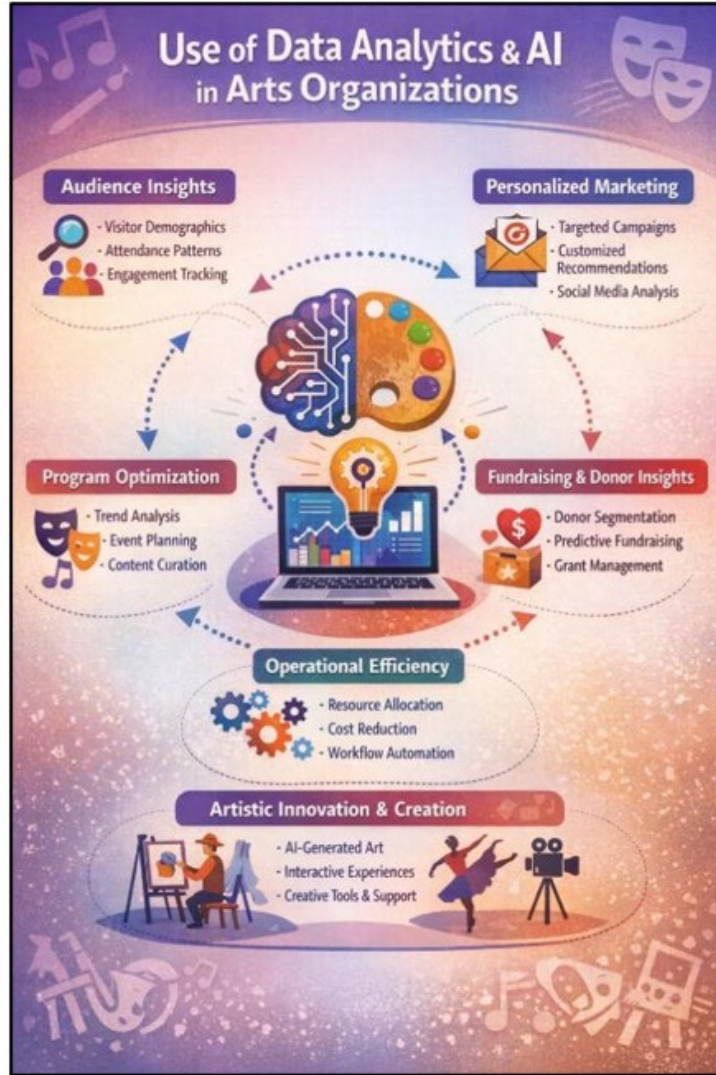 Use of Data Analytics & AI
in Arts Organizations
Audience Insights
- Visitor Demographics
- Attendance Patterns
- Engagement Tracking
Personalized Marketing
- Targeted Campaigns
- Customized
Recommendations
- Social Media Analysis
Program Optimization
- Trend Analysis
- Event Planning
- Content Curation
Fundraising & Donor Insights
$
- Donor Segmentation
- Predictive Fundraising
- Grant Management
Operational Efficiency
- Resource Allocation
- Cost Reduction
- Workflow Automation
Artistic Innovation & Creation
- AI-Generated Art
- Interactive Experiences
- Creative Tools & Support